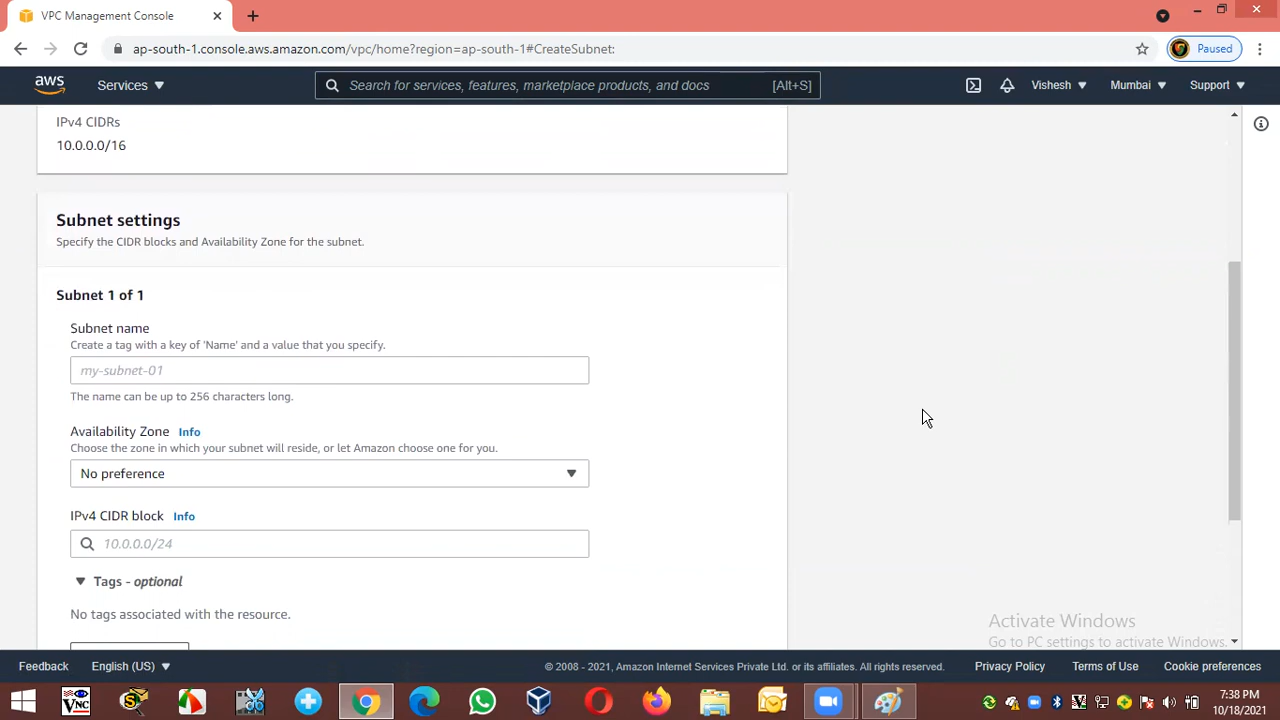 VPC Management Console
ap-south-1.console.aws.amazon.com/vpc/home?region=ap-south-1#CreateSubnet:
Paused
aws
Services
Search for services, features, marketplace products, and docs
[Alt+S]
Vishesh
Mumbai
Support
IPv4 CIDRs
10.0.0.0/16
Subnet settings
Specify the CIDR blocks and Availability Zone for the subnet.
Subnet 1 of 1
Subnet name
Create a tag with a key of 'Name' and a value that you specify.
my-subnet-01
The name can be up to 256 characters long.
Availability Zone Info
Choose the zone in which your subnet will reside, or let Amazon choose one for you.
No preference
IPv4 CIDR block Info
10.0.0.0/24
Tags - optional
No tags associated with the resource.
Activate Windows
Go to PC settings to activate Windows.
Feedback
English (US)
© 2008 - 2021, Amazon Internet Services Private Ltd. or its affiliates. All rights reserved.
Privacy Policy
Terms of Use
Cookie preferences
VNC
7:38 PM
10/18/2021